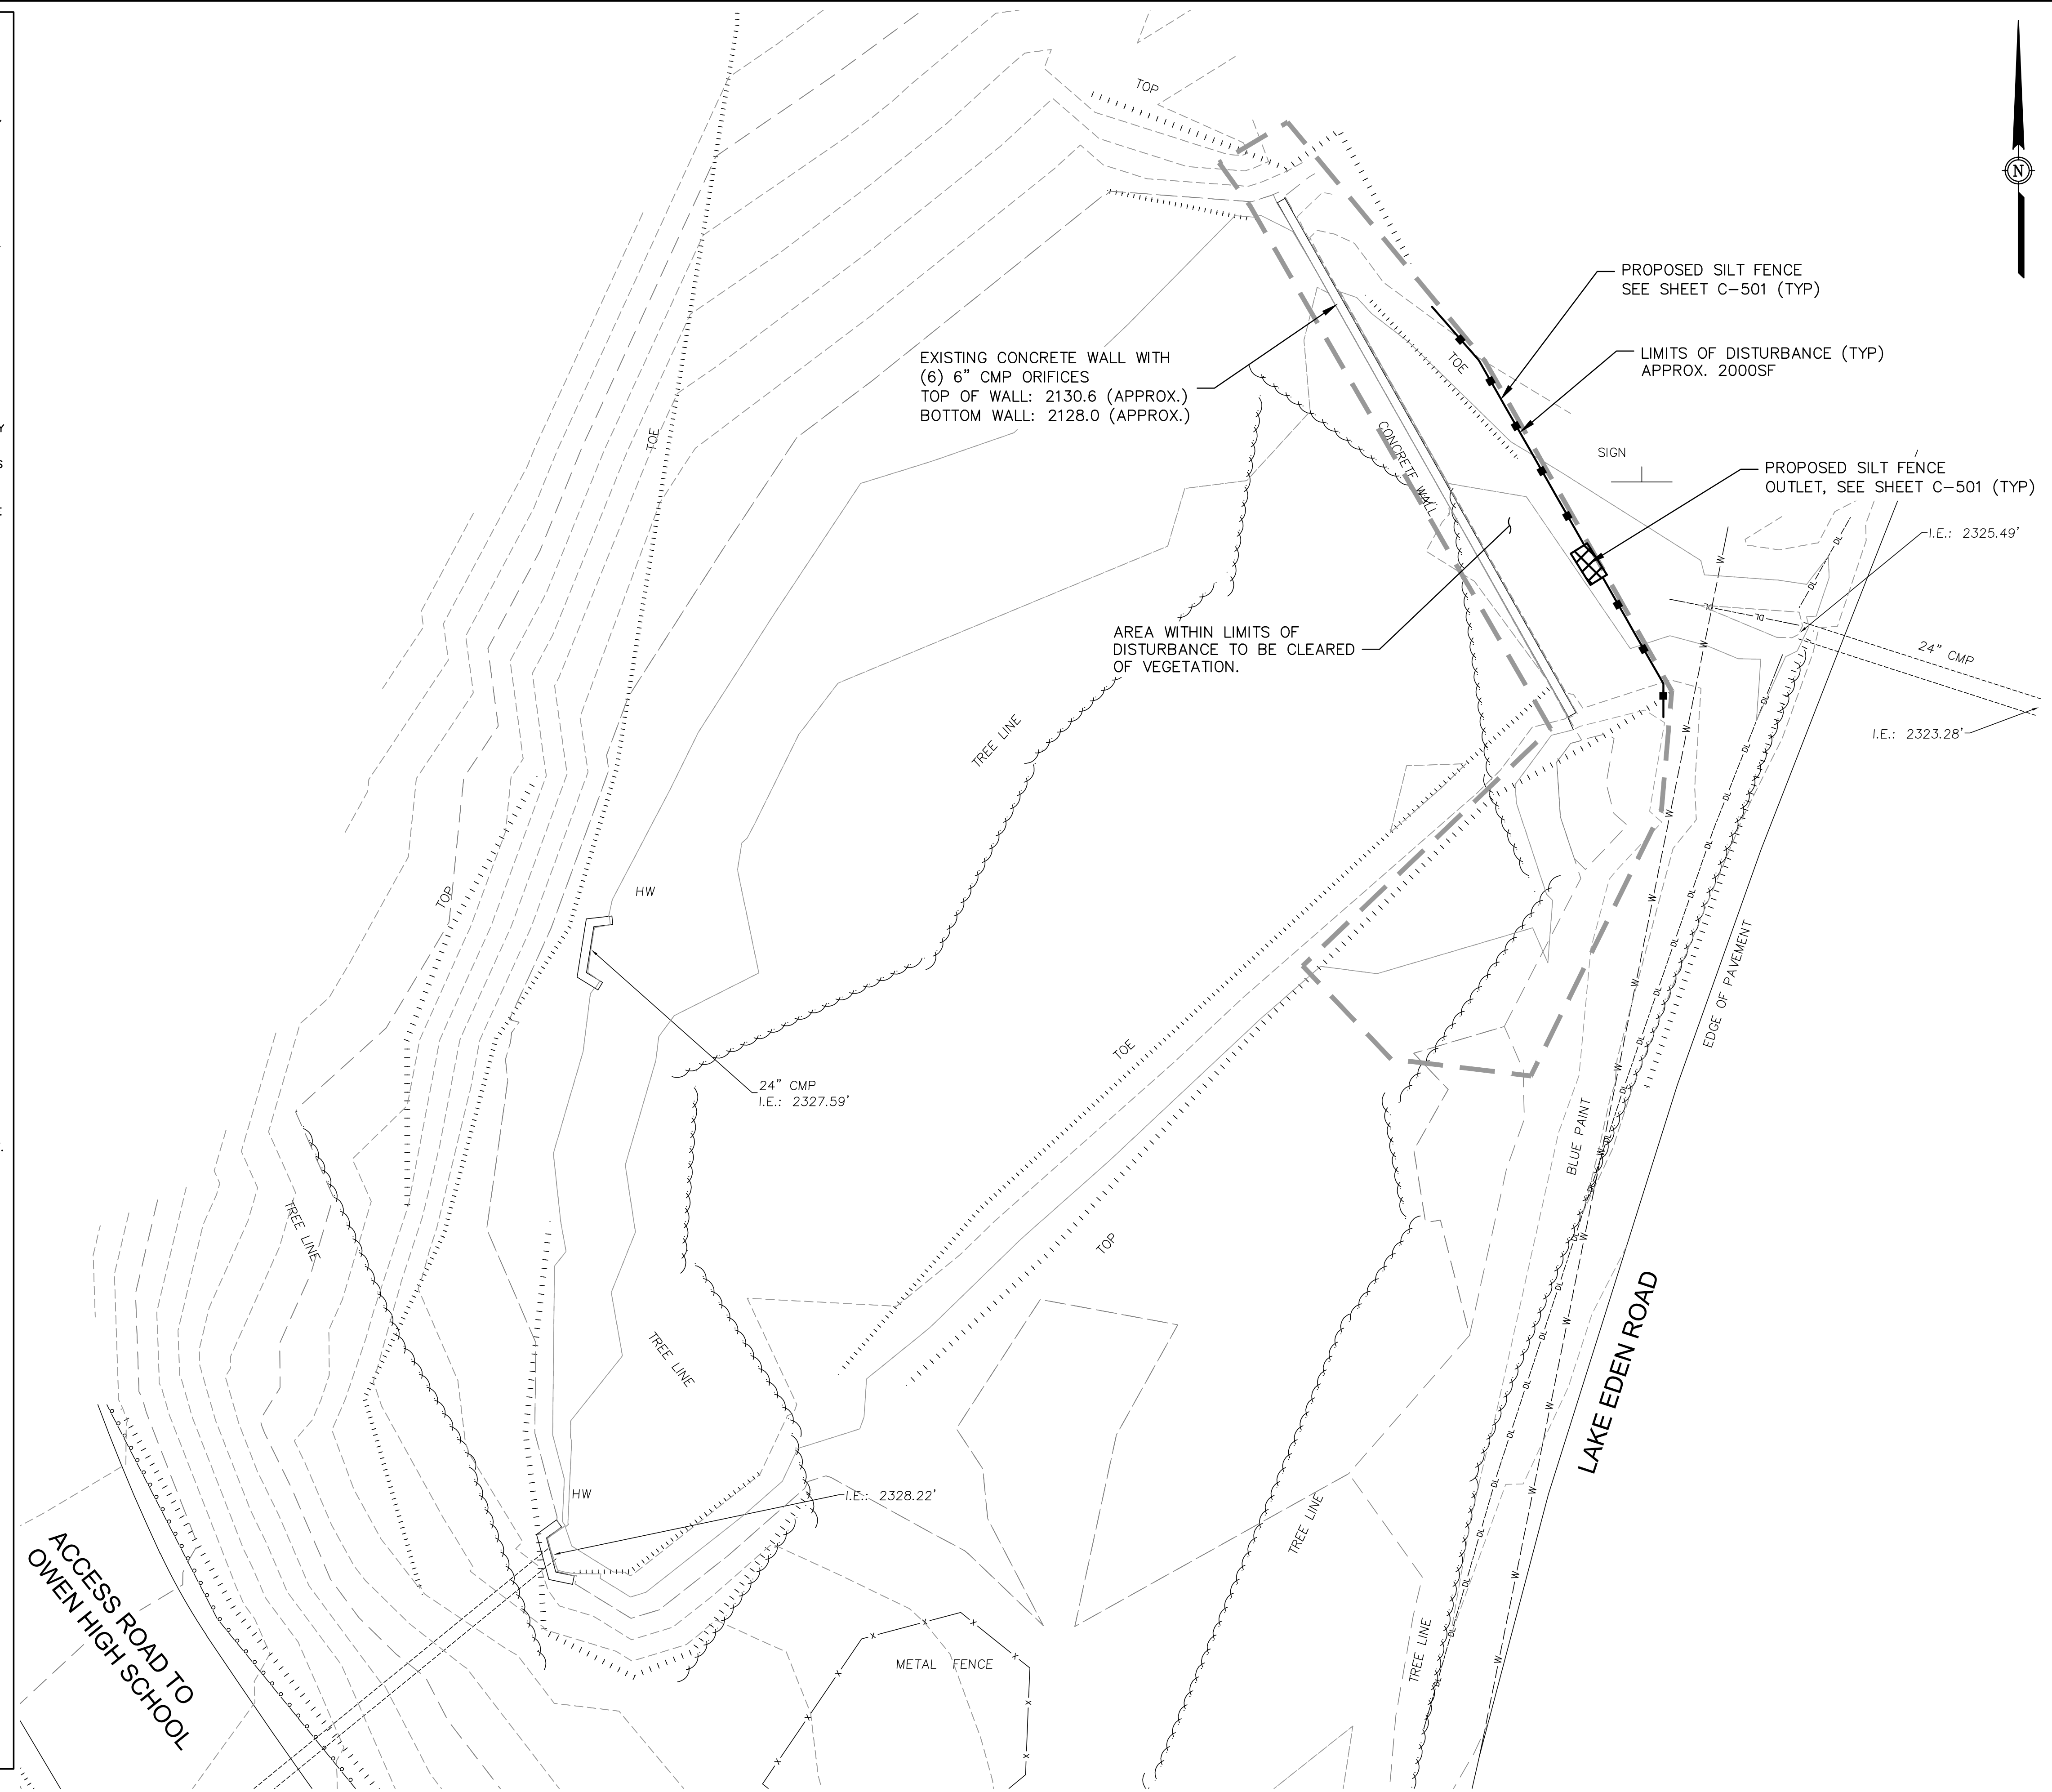 TOP
N
PROPOSED SILT FENCE
SEE SHEET C-501 (TYP)
LIMITS OF DISTURBANCE (TYP)
APPROX. 2000SF
EXISTING CONCRETE WALL WITH
(6) 6" CMP ORIFICES
TOP OF WALL: 2130.6 (APPROX.)
BOTTOM WALL: 2128.0 (APPROX.)
TOE
TOE
CONCRETE WALL
SIGN
PROPOSED SILT FENCE
OUTLET, SEE SHEET C-501 (TYP)
I.E.: 2325.49'
AREA WITHIN LIMITS OF
DISTURBANCE TO BE CLEARED
OF VEGETATION.
24" CMP
I.E.: 2323.28'
TREE LINE
TOP
HW
24" CMP
I.E.: 2327.59'
TOE
EDGE OF PAVEMENT
BLUE PAINT
TREE LINE
TOP
TREE LINE
LAKE EDEN ROAD
HW
I.E.: 2328.22'
TREE LINE
ACCESS ROAD TO
OWEN HIGH SCHOOL
METAL FENCE
TREE LINE